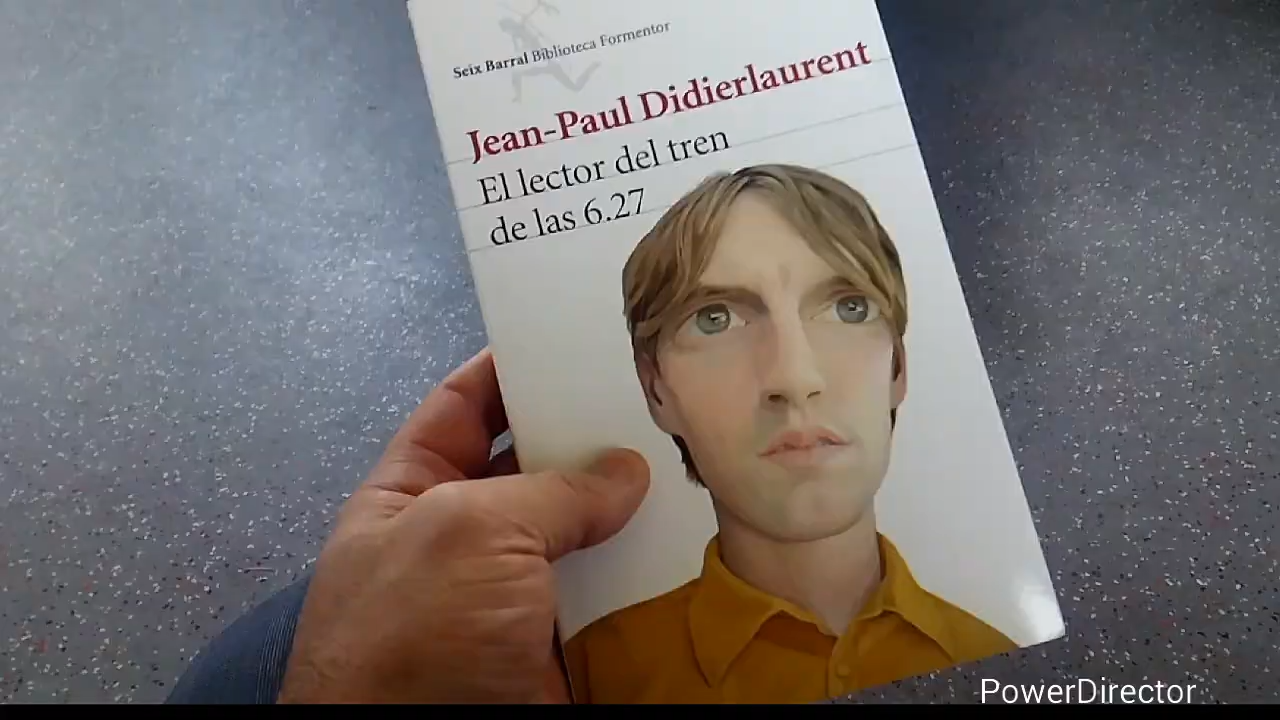 Seix Barral Biblioteca Formentor
Jean-Paul Didierlaurent
El lector del tren
de las 6.27
PowerDirector